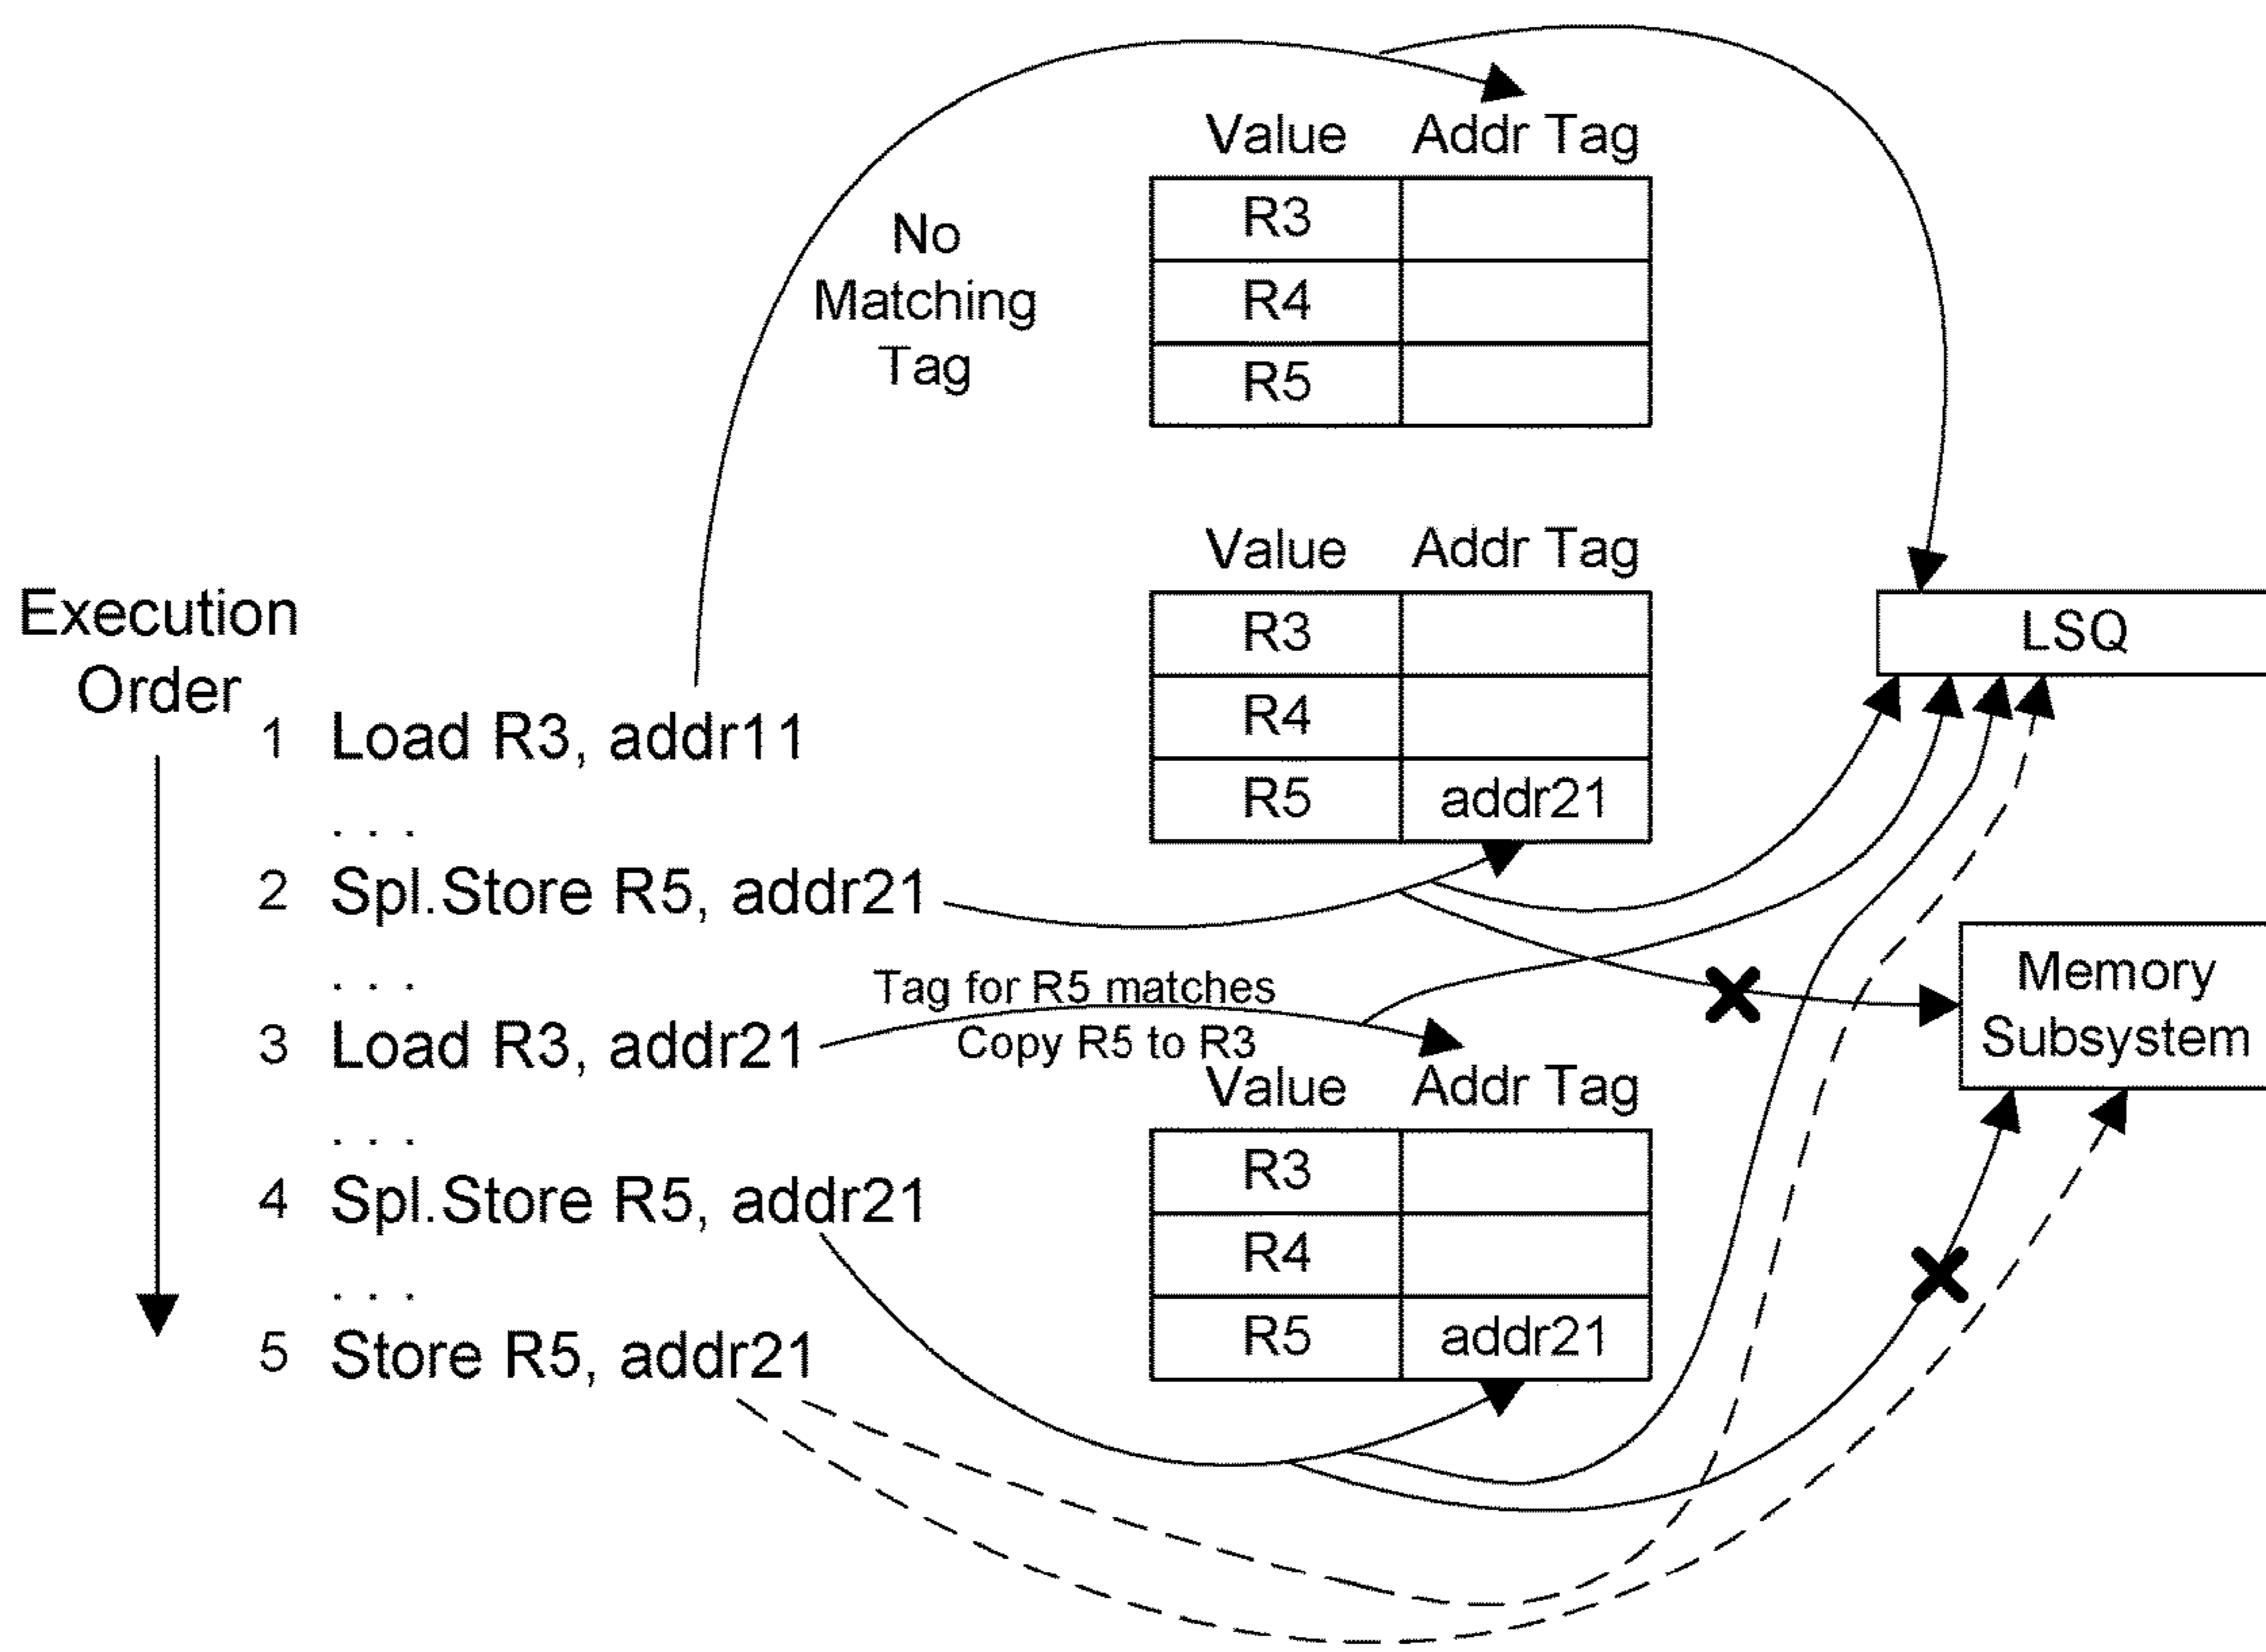 Value Addr Tag
R3
R4
R5
No
Matching
Tag
Value Addr Tag
R3
R4
R5 addr21
LSQ
Execution
Order
1 Load R3, addr11
. . .
2 Spl.Store R5, addr21
. . .
Tag for R5 matches
3 Load R3, addr21
Copy R5 to R3
Memory
Subsystem
Value Addr Tag
R3
R4
R5 addr21
. . .
4 Spl.Store R5, addr21
. . .
5 Store R5, addr21